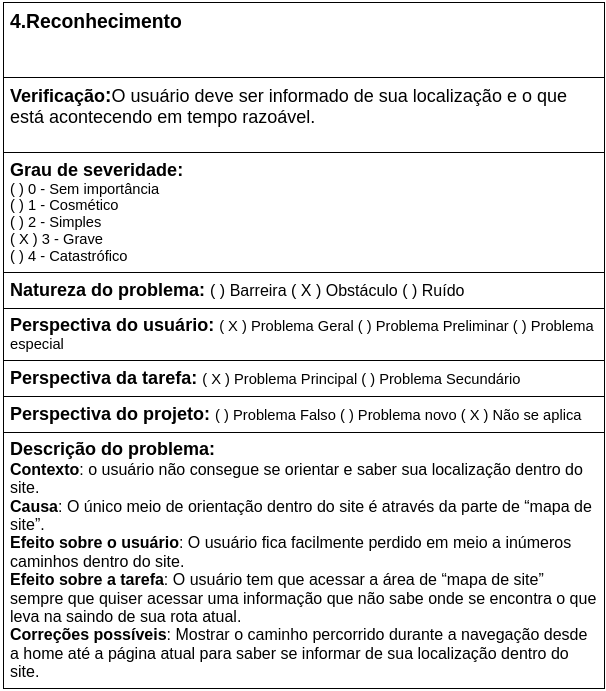 4.Reconhecimento
Verificação:O usuário deve ser informado de sua localização e o que
está acontecendo em tempo razoável.
Grau de severidade:
( ) 0 - Sem importância
( ) 1 - Cosmético
( ) 2 - Simples
( X ) 3 - Grave
( ) 4 - Catastrófico
Natureza do problema: ( ) Barreira ( X ) Obstáculo ( ) Ruído
Perspectiva do usuário: ( X ) Problema Geral ( ) Problema Preliminar ( ) Problema
especial
Perspectiva da tarefa: ( X ) Problema Principal ( ) Problema Secundário
Perspectiva do projeto: ( ) Problema Falso ( ) Problema novo ( X ) Não se aplica
Descrição do problema:
Contexto: o usuário não consegue se orientar e saber sua localização dentro do
site.
Causa: O único meio de orientação dentro do site é através da parte de “mapa de
site”.
Efeito sobre o usuário: O usuário fica facilmente perdido em meio a inúmeros
caminhos dentro do site.
Efeito sobre a tarefa: O usuário tem que acessar a área de “mapa de site”
sempre que quiser acessar uma informação que não sabe onde se encontra o que
leva na saindo de sua rota atual.
Correções possíveis: Mostrar o caminho percorrido durante a navegação desde
a home até a página atual para saber se informar de sua localização dentro do
site.